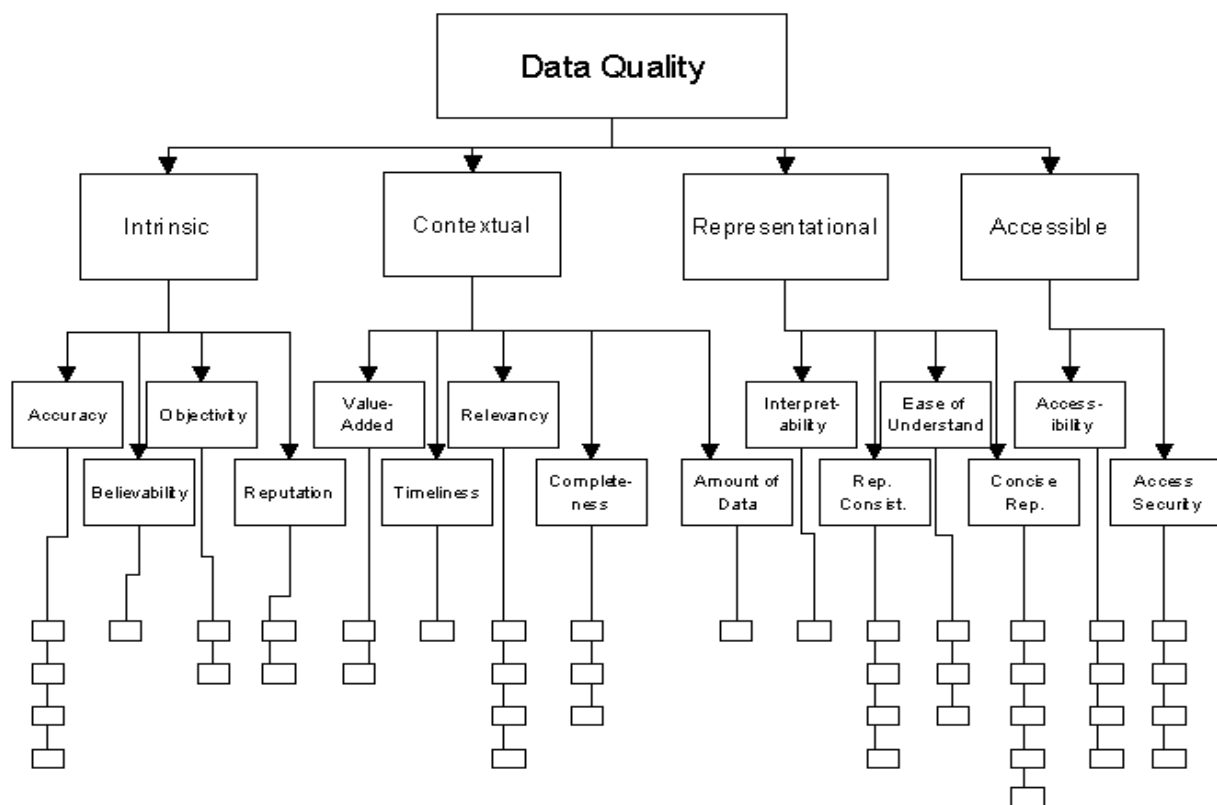 Data Quality
Intrinsic
Contextual
Representational
Accessible
Accuracy
Objectivity
Value-
Added
Relevancy
Interpret-
ability
Ease of
Understand
Access-
ibility
Believability
Reputation
Timeliness
Complete-
ness
Amount of
Data
Rep.
Consist.
Concise
Rep.
Access
Security